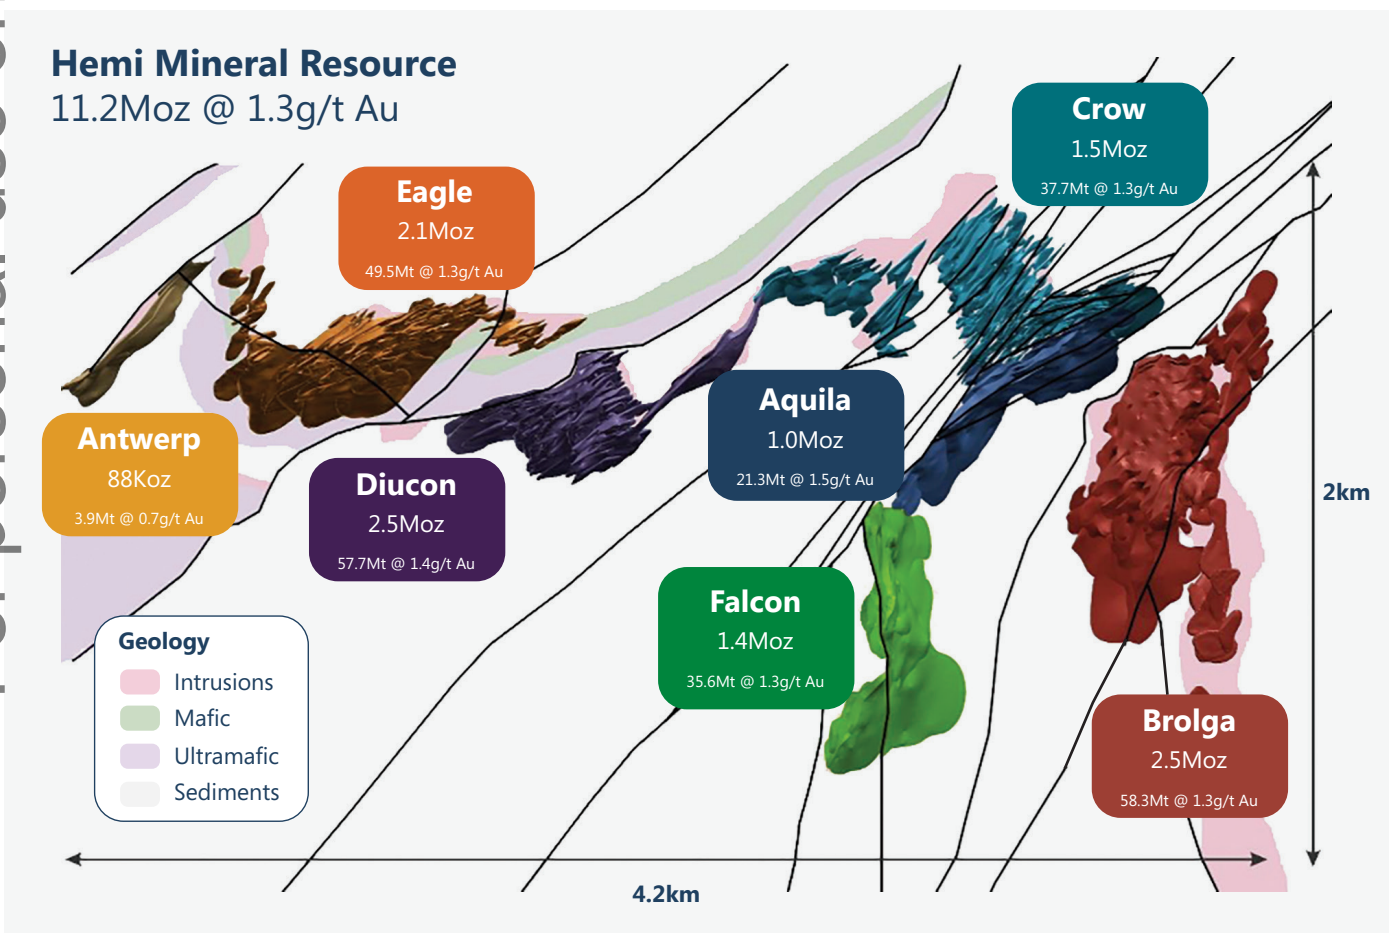 Hemi Mineral Resource
11.2Moz @ 1.3g/t Au
Crow
1.5Moz
37.7Mt @ 1.3g/t Au
Eagle
2.1Moz
49.5Mt @ 1.3g/t Au
Aquila
1.0Moz
21.3Mt @ 1.5g/t Au
Antwerp
88Koz
3.9Mt @ 0.7g/t Au
Diucon
2.5Moz
57.7Mt @ 1.4g/t Au
2km
Falcon
1.4Moz
35.6Mt @ 1.3g/t Au
Geology
Intrusions
Mafic
Ultramafic
Sediments
Brolga
2.5Moz
58.3Mt @ 1.3g/t Au
4.2km